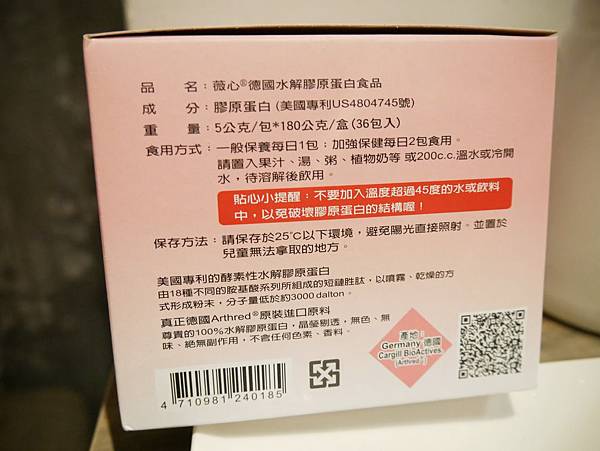 品　　名：薇心®德國水解膠原蛋白食品
成　　分：膠原蛋白 (美國專利US4804745號)
重　　量：5公克/包*180公克/盒(36包入)
食用方式：一般保養每日1包；加強保健每日2包食用。
請置入果汁、湯、粥、植物奶等 或200c.c.溫水或冷開
水，待溶解後飲用。
貼心小提醒：不要加入溫度超過45度的水或飲料
中，以免破壞膠原蛋白的結構喔！
保存方法：請保存於25℃以下環境，避免陽光直接照射。並置於
兒童無法拿取的地方。
美國專利的酵素性水解膠原蛋白
由18種不同的胺基酸系列所組成的短鏈胜肽，以噴霧、乾燥的方
式形成粉末，分子量低於約3000 dalton。
真正德國Arthred®原裝進口原料
尊貴的100%水解膠原蛋白，晶瑩剔透，無色、無
味、絕無副作用，不含任何色素、香料。
產地：
Germany 德國
Cargill BioActives
(Arthred®)
4 710981 240185